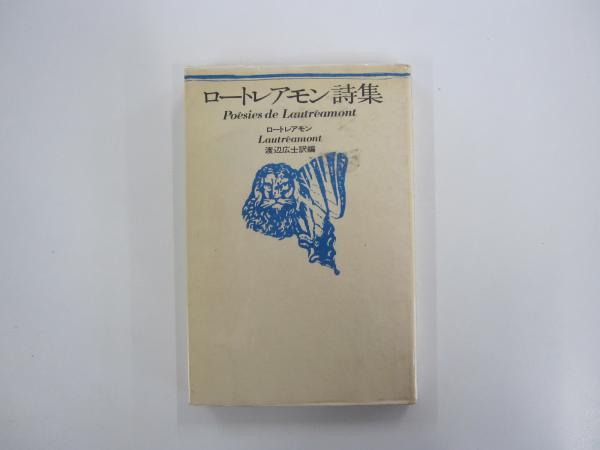 ロートレアモン詩集
Poésies de Lautréamont
ロートレアモン
Lautréamont
渡辺広士訳編